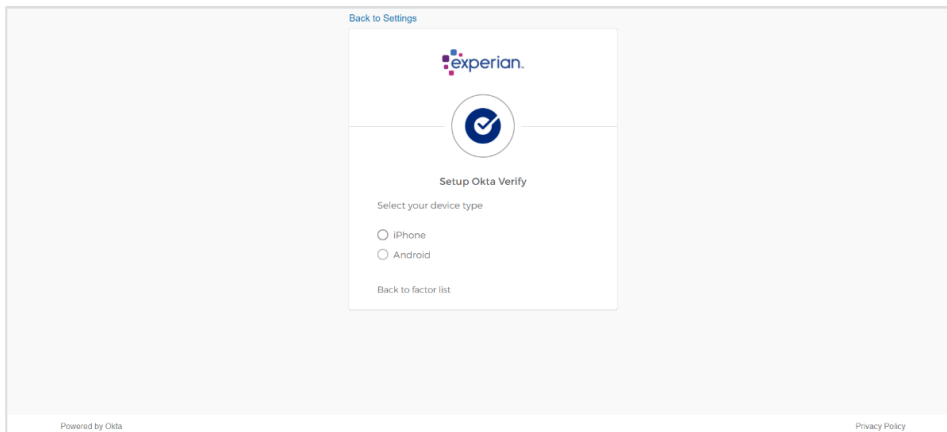 Back to Settings
experian.
Setup Okta Verify
Select your device type
iPhone
Android
Back to factor list
Powered by Okta
Privacy Policy